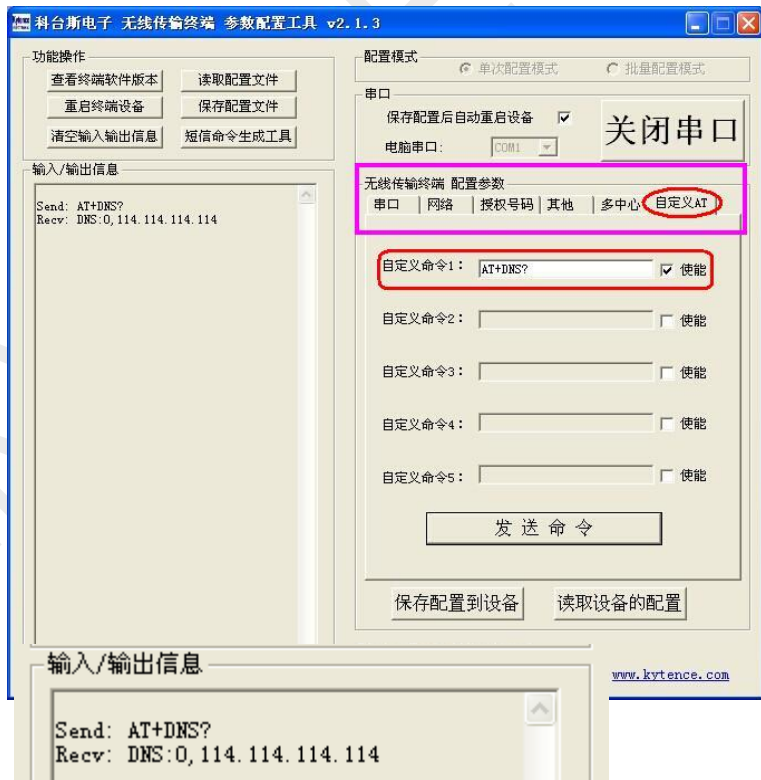 科台斯电子 无线传输终端 参数配置工具 v2.1.3
功能操作
查看终端软件版本 读取配置文件
重启终端设备 保存配置文件
清空输入输出信息 短信命令生成工具
输入/输出信息
Send: AT+DNS?
Recv: DNS:0,114.114.114.114
配置模式
单次配置模式 批量配置模式
串口
保存配置后自动重启设备
电脑串口: COM1
关闭串口
无线传输终端 配置参数
串口 网络 授权号码 其他 多中心 自定义AT
自定义命令1: AT+DNS? 使能
自定义命令2: 使能
自定义命令3: 使能
自定义命令4: 使能
自定义命令5: 使能
发送命令
保存配置到设备 读取设备的配置
www.kytence.com
输入/输出信息
Send: AT+DNS?
Recv: DNS:0,114.114.114.114